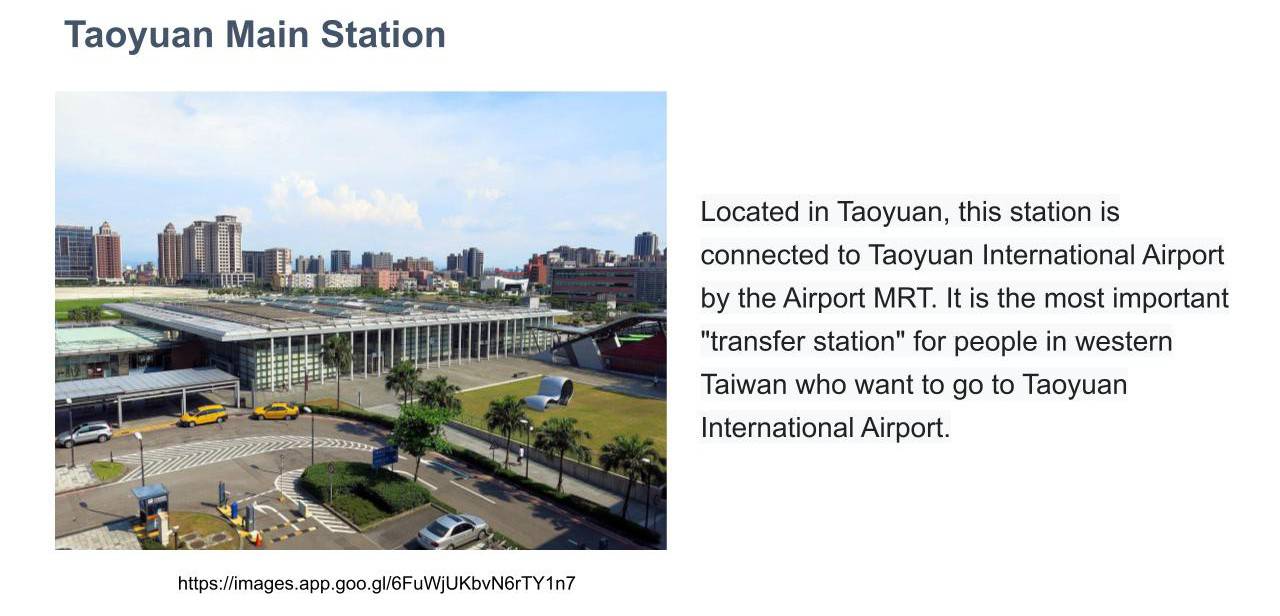 Taoyuan Main Station
Located in Taoyuan, this station is
connected to Taoyuan International Airport
by the Airport MRT. It is the most important
"transfer station" for people in western
Taiwan who want to go to Taoyuan
International Airport.
https://images.app.goo.gl/6FuWjUKbvN6rTY1n7